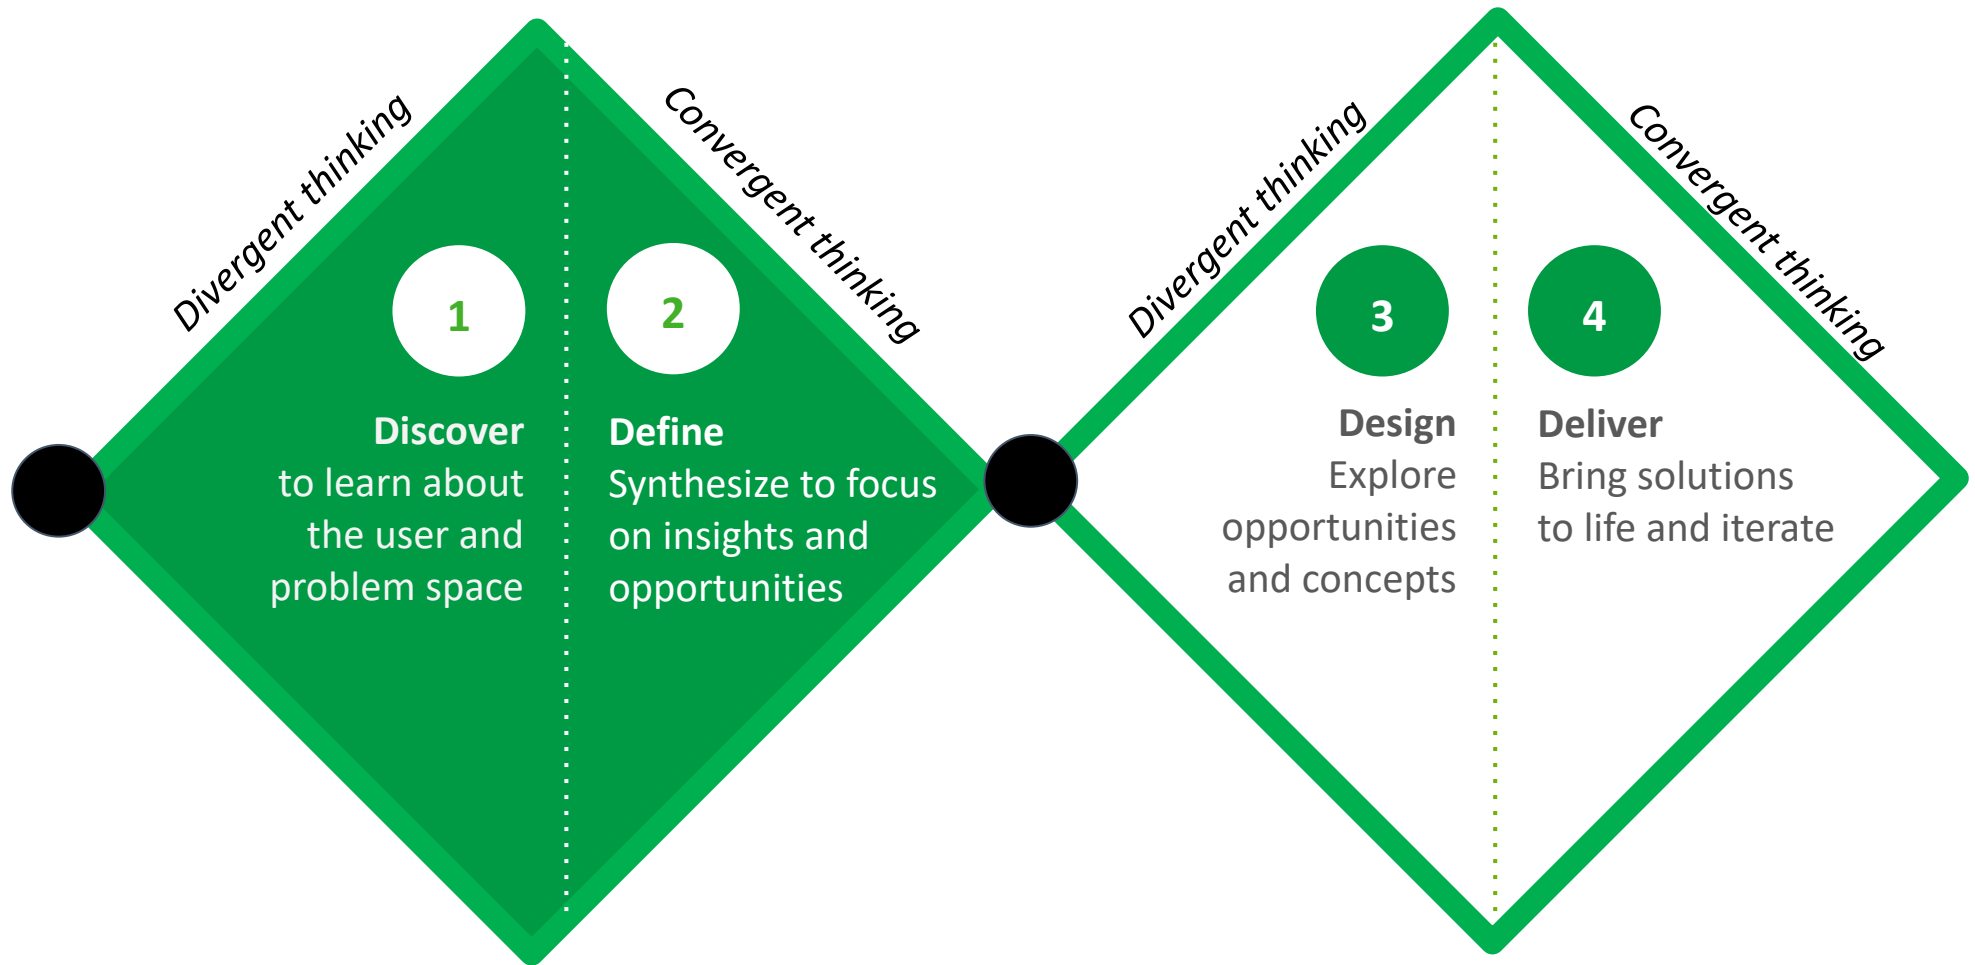 Divergent thinking
Convergent thinking
1
Discover
to learn about
the user and
problem space
2
Define
Synthesize to focus
on insights and
opportunities
Divergent thinking
Convergent thinking
3
Design
Explore
opportunities
and concepts
4
Deliver
Bring solutions
to life and iterate